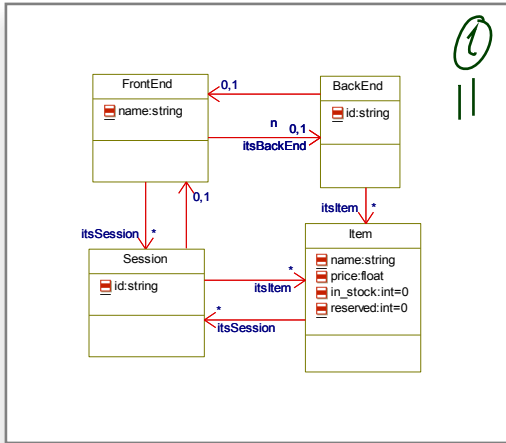 1
FrontEnd
name:string
0,1
BackEnd
id:string
n
0,1
itsBackEnd
0,1
itsSession
*
itsItem
*
Session
id:string
*
itsItem
*
itsSession
Item
name:string
price:float
in_stock:int=0
reserved:int=0